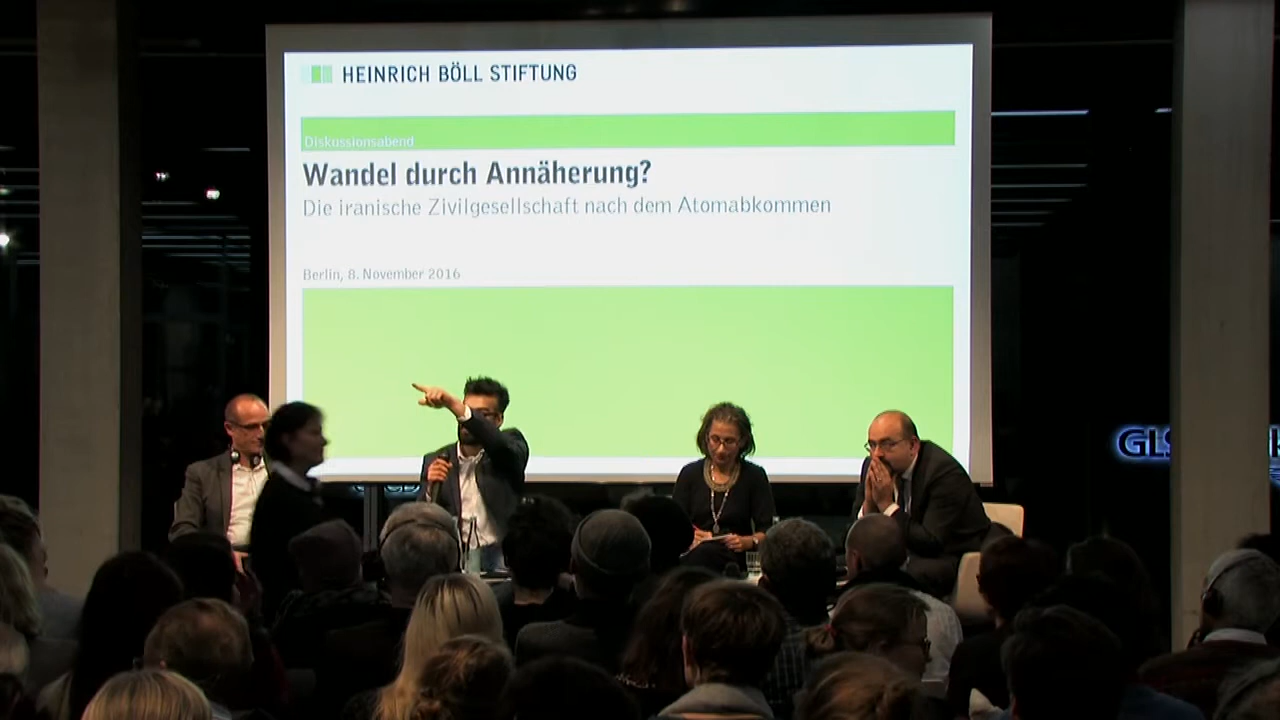 HEINRICH BÖLL STIFTUNG
Diskussionsabend
Wandel durch Annäherung?
Die iranische Zivilgesellschaft nach dem Atomabkommen
Berlin, 8. November 2016
GLS